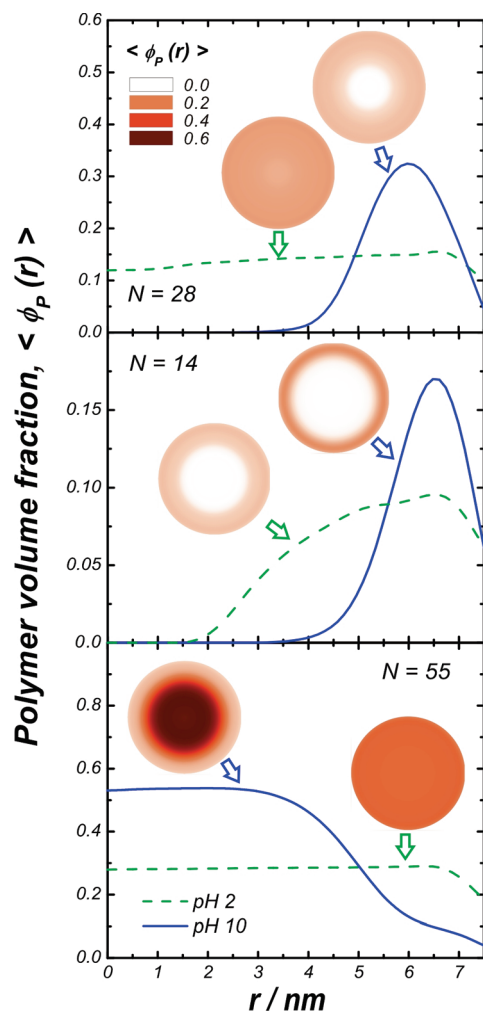 Polymer volume fraction, < ϕ_P (r) >
0.6
0.5
0.4
0.3
0.2
0.1
0.0
< ϕ_P (r) >
0.0
0.2
0.4
0.6
N = 28
0.15
0.10
0.05
0.00
N = 14
0.8
0.6
0.4
0.2
0.0
N = 55
pH 2
pH 10
0 1 2 3 4 5 6 7
r / nm